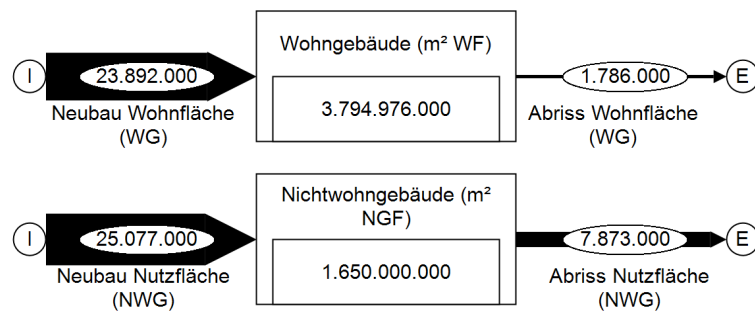 Wohngebäude (m² WF)
I
23.892.000
3.794.976.000
1.786.000
E
Neubau Wohnfläche
(WG)
Abriss Wohnfläche
(WG)
Nichtwohngebäude (m²
NGF)
I
25.077.000
1.650.000.000
7.873.000
E
Neubau Nutzfläche
(NWG)
Abriss Nutzfläche
(NWG)